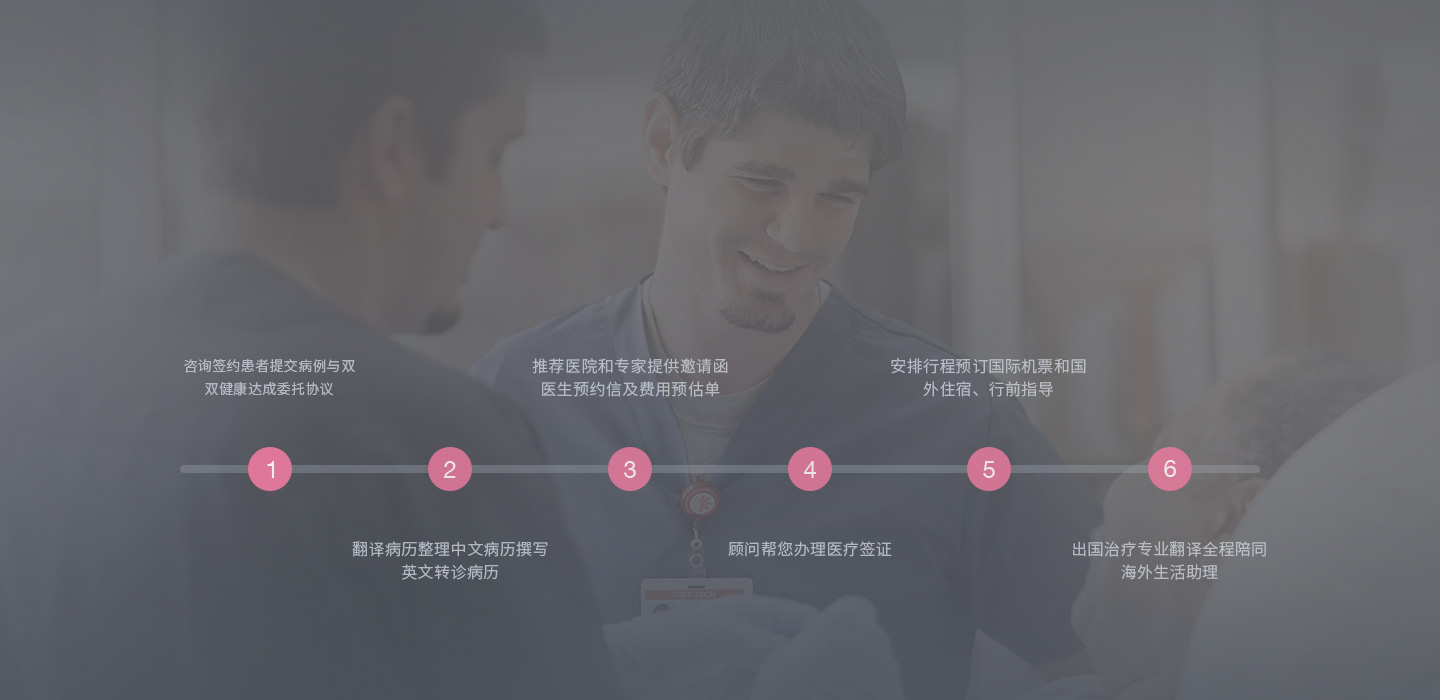 咨询签约患者提交病例与双
双健康达成委托协议
推荐医院和专家提供邀请函
医生预约信及费用预估单
安排行程预订国际机票和国
外住宿、行前指导
1
2
3
4
5
6
翻译病历整理中文病历撰写
英文转诊病历
顾问帮您办理医疗签证
出国治疗专业翻译全程陪同
海外生活助理
UNIT TECH